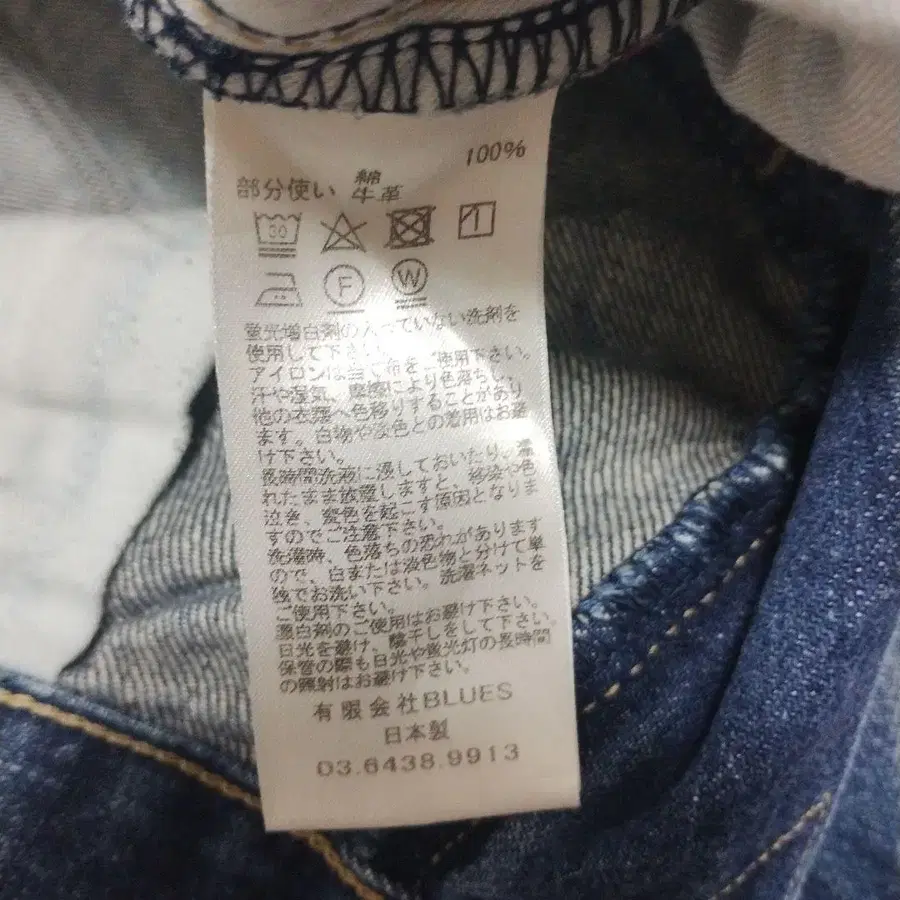 100%
綿
部分使い 牛革
30
F W
蛍光増白剤の入っていない洗剤を
使用して下さい。
アイロンは当て布をご使用下さい。
汗や湿気、摩擦により色落ちし、
他の衣類へ色移りすることがあり
ます。白物や淡色との着用はお避
け下さい。
長時間洗液に浸しておいたり、濡
れたまま放置しますと、移染や色
泣き、変色を起こす原因となりま
すのでご注意下さい。
洗濯時、色落ちの恐れがあります
ので、白または淡色物と分けて単
独でお洗い下さい。洗濯ネットを
ご使用下さい。
漂白剤のご使用はお避け下さい。
日光を避け、陰干しをして下さい。
保管の際も日光や蛍光灯の長時間
の照射はお避け下さい。
有限会社BLUES
日本製
03.6438.9913